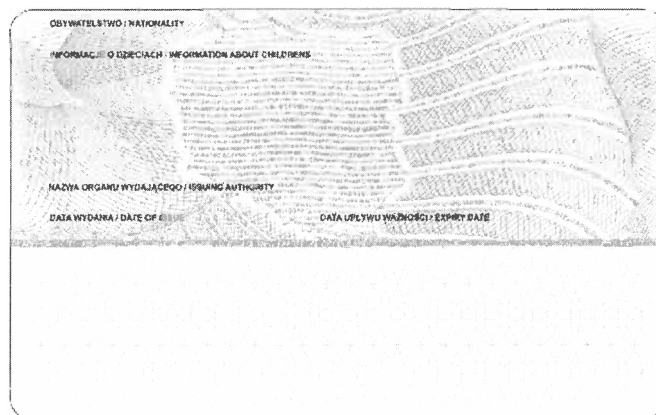 OBYWATELSTWO / NATIONALITY
INFORMACJE O DZIECIACH - INFORMATION ABOUT CHILDRENS
NAZWA ORGANU WYDAJĄCEGO / ISSUING AUTHORITY
DATA WYDANIA / DATE OF ISSUE DATA UPŁYWU WAŻNOŚCI / EXPIRY DATE